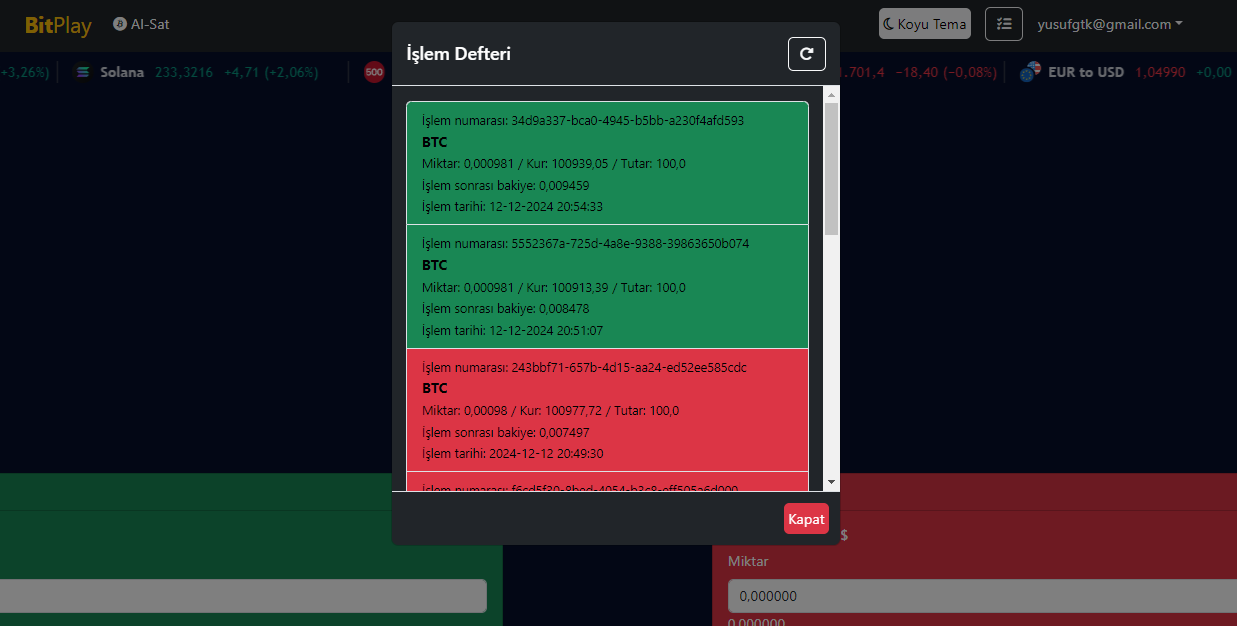 BitPlay
Al-Sat
Koyu Tema
yusufgtk@gmail.com
+3,26%)
Solana 233,3216 +4,71 (+2,06%)
500
.701,4 −18,40 (−0,08%)
EUR to USD 1,04990 +0,00
İşlem Defteri
İşlem numarası: 34d9a337-bca0-4945-b5bb-a230f4afd593
BTC
Miktar: 0,000981 / Kur: 100939,05 / Tutar: 100,0
İşlem sonrası bakiye: 0,009459
İşlem tarihi: 12-12-2024 20:54:33
İşlem numarası: 5552367a-725d-4a8e-9388-39863650b074
BTC
Miktar: 0,000981 / Kur: 100913,39 / Tutar: 100,0
İşlem sonrası bakiye: 0,008478
İşlem tarihi: 12-12-2024 20:51:07
İşlem numarası: 243bbf71-657b-4d15-aa24-ed52ee585cdc
BTC
Miktar: 0,00098 / Kur: 100977,72 / Tutar: 100,0
İşlem sonrası bakiye: 0,007497
İşlem tarihi: 2024-12-12 20:49:30
İşlem numarası:
Kapat
$
Miktar
0,000000
0,000000